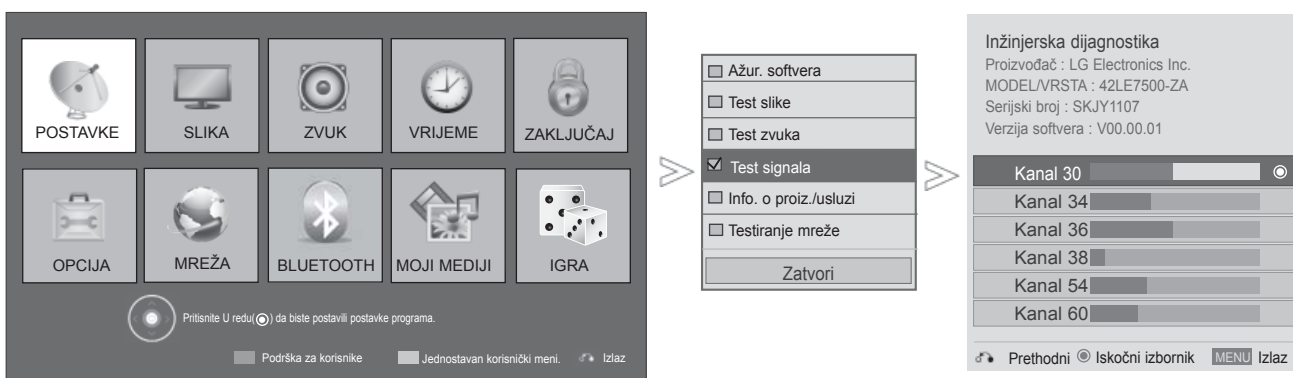 POSTAVKE SLIKA ZVUK VRIJEME ZAKLJUČAJ
OPCIJA MREŽA BLUETOOTH MOJI MEDIJI IGRA
Pritisnite U redu(◉) da biste postavili postavke programa.
Podrška za korisnike Jednostavan korisnički meni. Izlaz
Ažur. softvera
Test slike
Test zvuka
Test signala
Info. o proiz./usluzi
Testiranje mreže
Zatvori
Inžinjerska dijagnostika
Proizvođač : LG Electronics Inc.
MODEL/VRSTA : 42LE7500-ZA
Serijski broj : SKJY1107
Verzija softvera : V00.00.01
Kanal 30
Kanal 34
Kanal 36
Kanal 38
Kanal 54
Kanal 60
Prethodni ◉ Iskočni izbornik MENU Izlaz